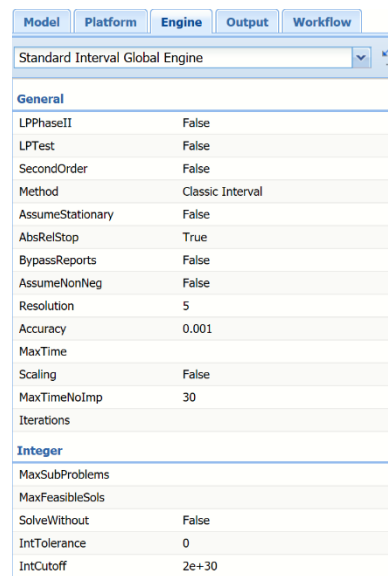 Model Platform Engine Output Workflow
Standard Interval Global Engine
General
LPPhaseII False
LPTest False
SecondOrder False
Method Classic Interval
AssumeStationary False
AbsRelStop True
BypassReports False
AssumeNonNeg False
Resolution 5
Accuracy 0.001
MaxTime
Scaling False
MaxTimeNoImp 30
Iterations
Integer
MaxSubProblems
MaxFeasibleSols
SolveWithout False
IntTolerance 0
IntCutoff 2e+30